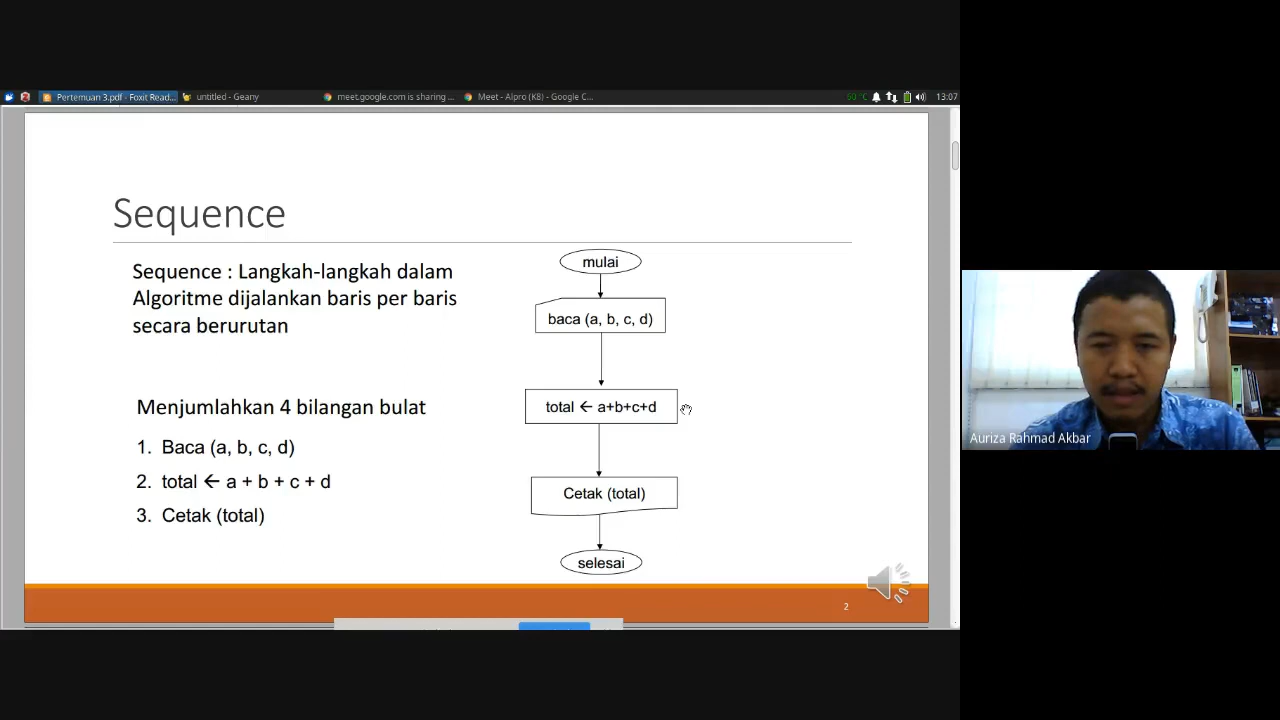 Pertemuan 3.pdf - Foxit Read...
untitled - Geany
meet.google.com is sharing ...
Meet - Alpro (K8) - Google C...
60 °C
13:07
Sequence
Sequence : Langkah-langkah dalam
Algoritme dijalankan baris per baris
secara berurutan
Menjumlahkan 4 bilangan bulat
1. Baca (a, b, c, d)
2. total ← a + b + c + d
3. Cetak (total)
mulai
baca (a, b, c, d)
total ← a+b+c+d
Cetak (total)
selesai
2
Auriza Rahmad Akbar